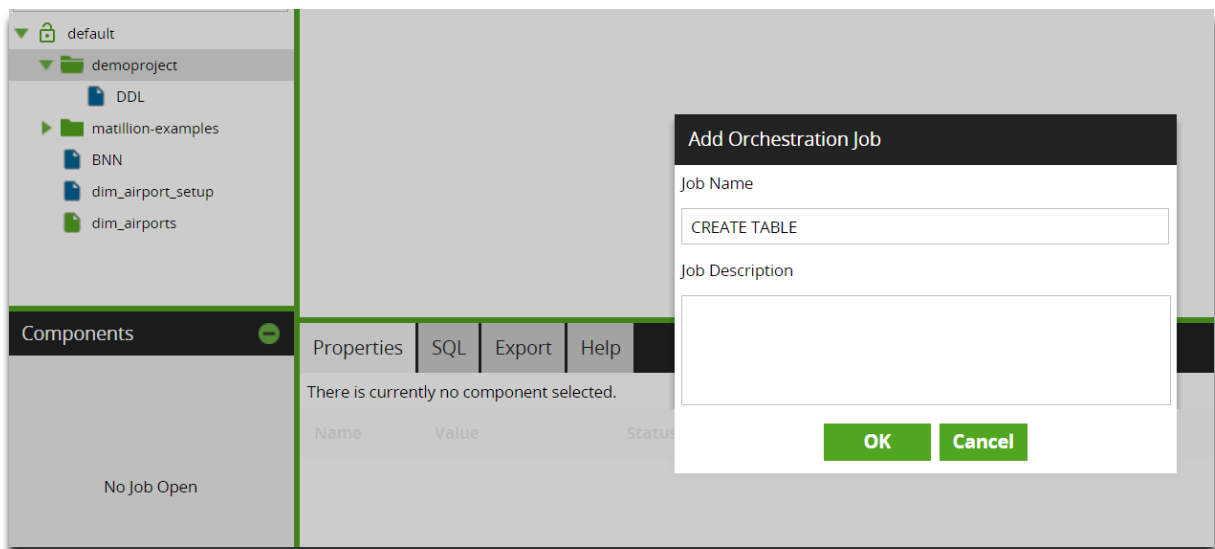 default
demoproject
DDL
matillion-examples
BNN
dim_airport_setup
dim_airports
Components
No Job Open
Properties SQL Export Help
There is currently no component selected.
Name Value Status
Add Orchestration Job
Job Name
CREATE TABLE
Job Description
OK Cancel